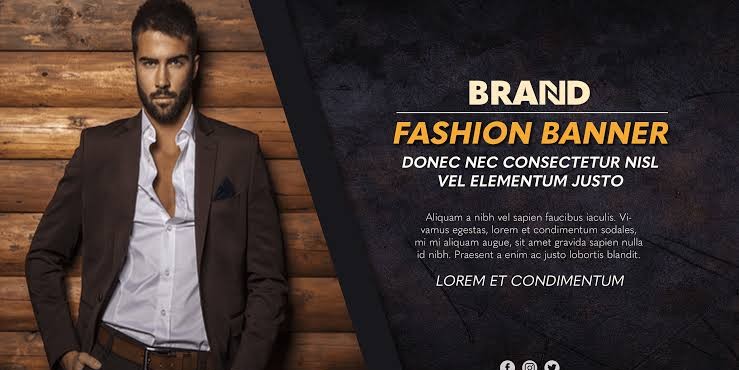 BRAND
FASHION BANNER
DONEC NEC CONSECTETUR NISL
VEL ELEMENTUM JUSTO
Aliquam a nibh vel sapien faucibus iaculis. Vi-
vamus egestas, lorem et condimentum sodales,
mi mi aliquam augue, sit amet gravida sapien nulla
id nibh. Praesent a enim ac justo lobortis blandit.
LOREM ET CONDIMENTUM